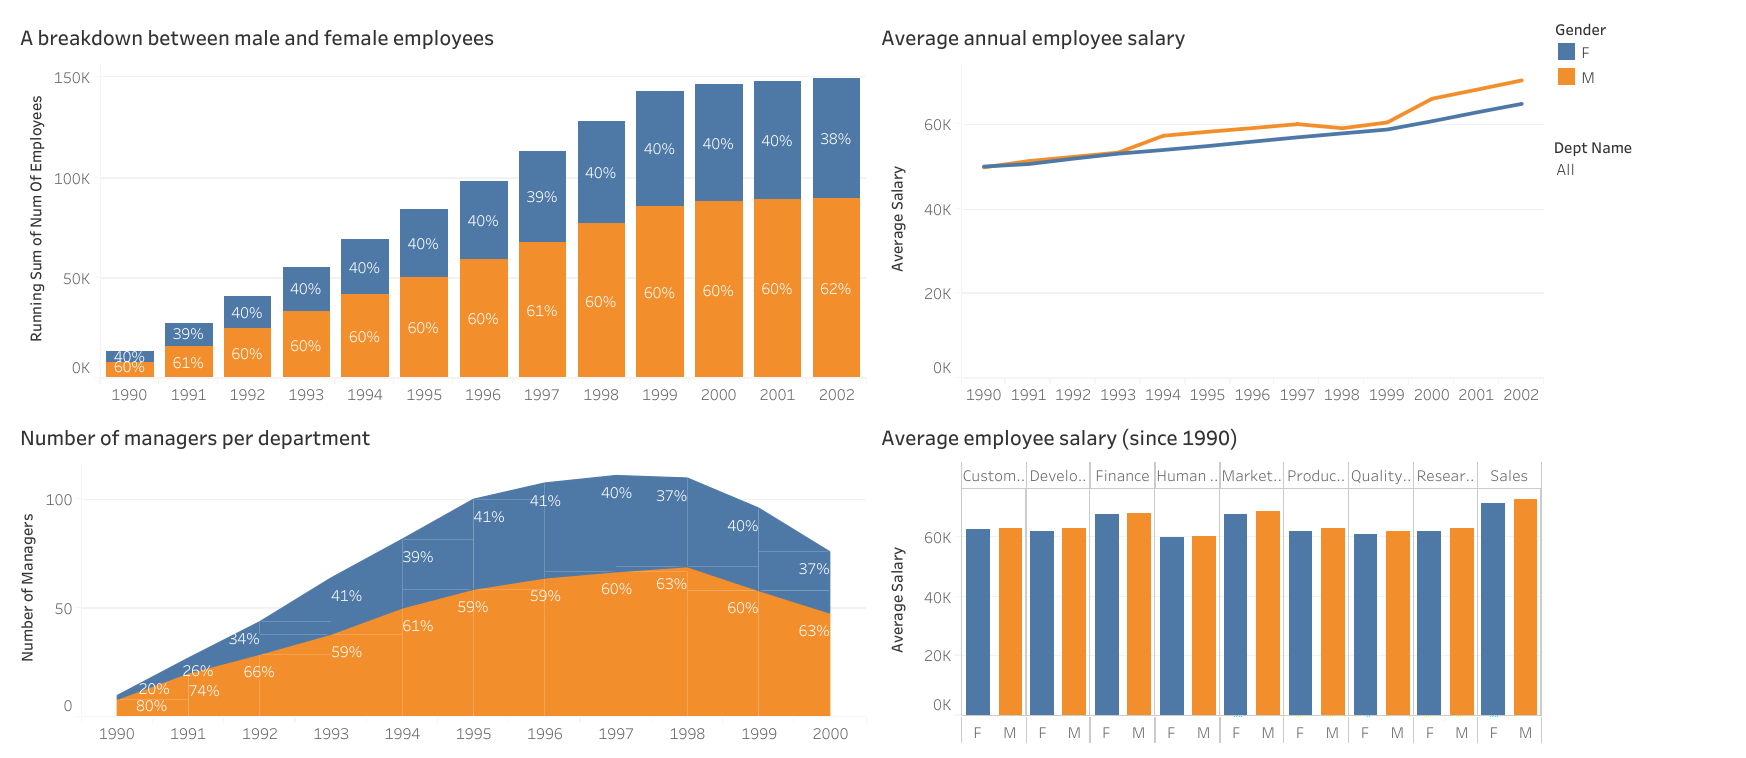 A breakdown between male and female employees
Running Sum of Num Of Employees
150K
100K
50K
0K
40% 39% 40% 40% 40% 40% 40% 39% 40% 40% 40% 40% 38%
60% 61% 60% 60% 60% 60% 60% 61% 60% 60% 60% 60% 62%
1990 1991 1992 1993 1994 1995 1996 1997 1998 1999 2000 2001 2002
Average annual employee salary
Average Salary
60K
40K
20K
0K
1990 1991 1992 1993 1994 1995 1996 1997 1998 1999 2000 2001 2002
Gender
F
M
Dept Name
All
Number of managers per department
Number of Managers
100
50
0
20% 26% 34% 41% 39% 41% 41% 40% 37% 40% 37%
80% 74% 66% 59% 61% 59% 59% 60% 63% 60% 63%
1990 1991 1992 1993 1994 1995 1996 1997 1998 1999 2000
Average employee salary (since 1990)
Custom.. Develo.. Finance Human .. Market.. Produc.. Quality.. Resear.. Sales
Average Salary
60K
40K
20K
0K
F M F M F M F M F M F M F M F M F M